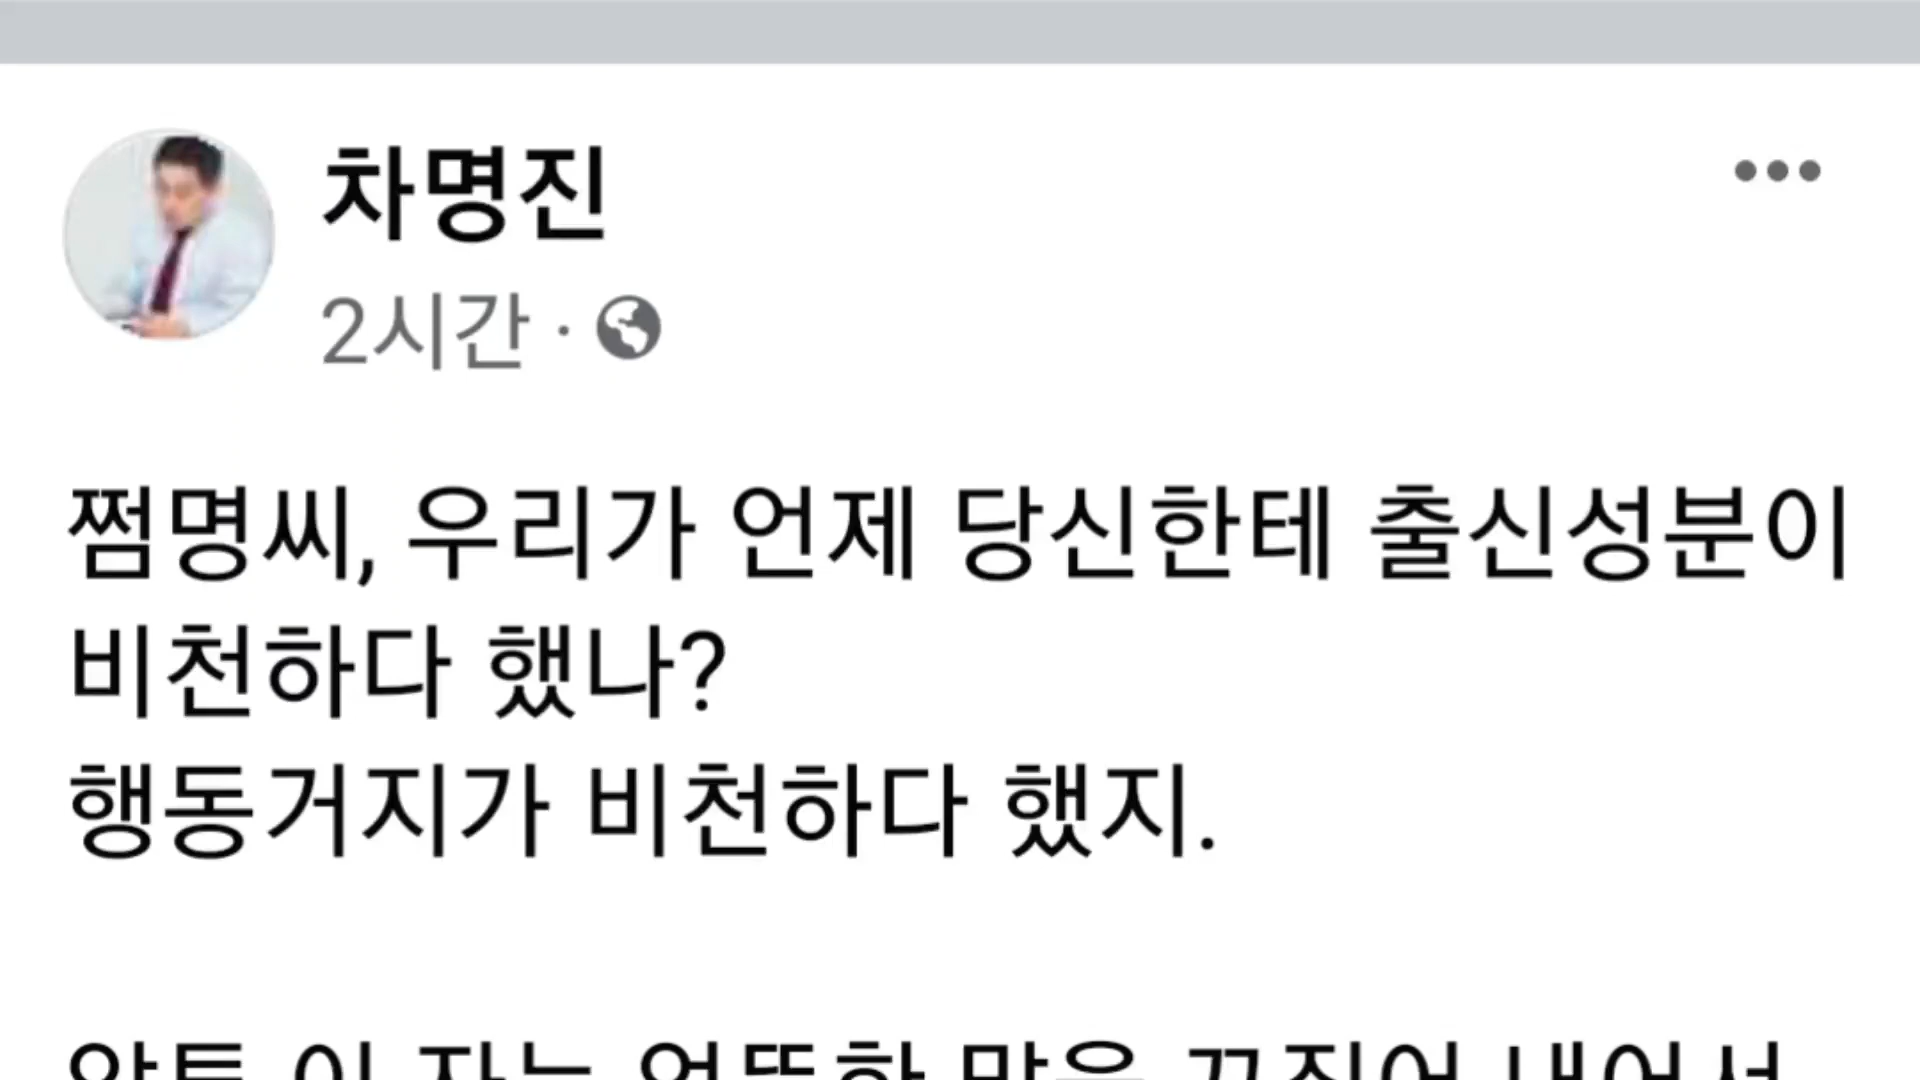 차명진
2시간 ·
쩜명씨, 우리가 언제 당신한테 출신성분이
비천하다 했나?
행동거지가 비천하다 했지.